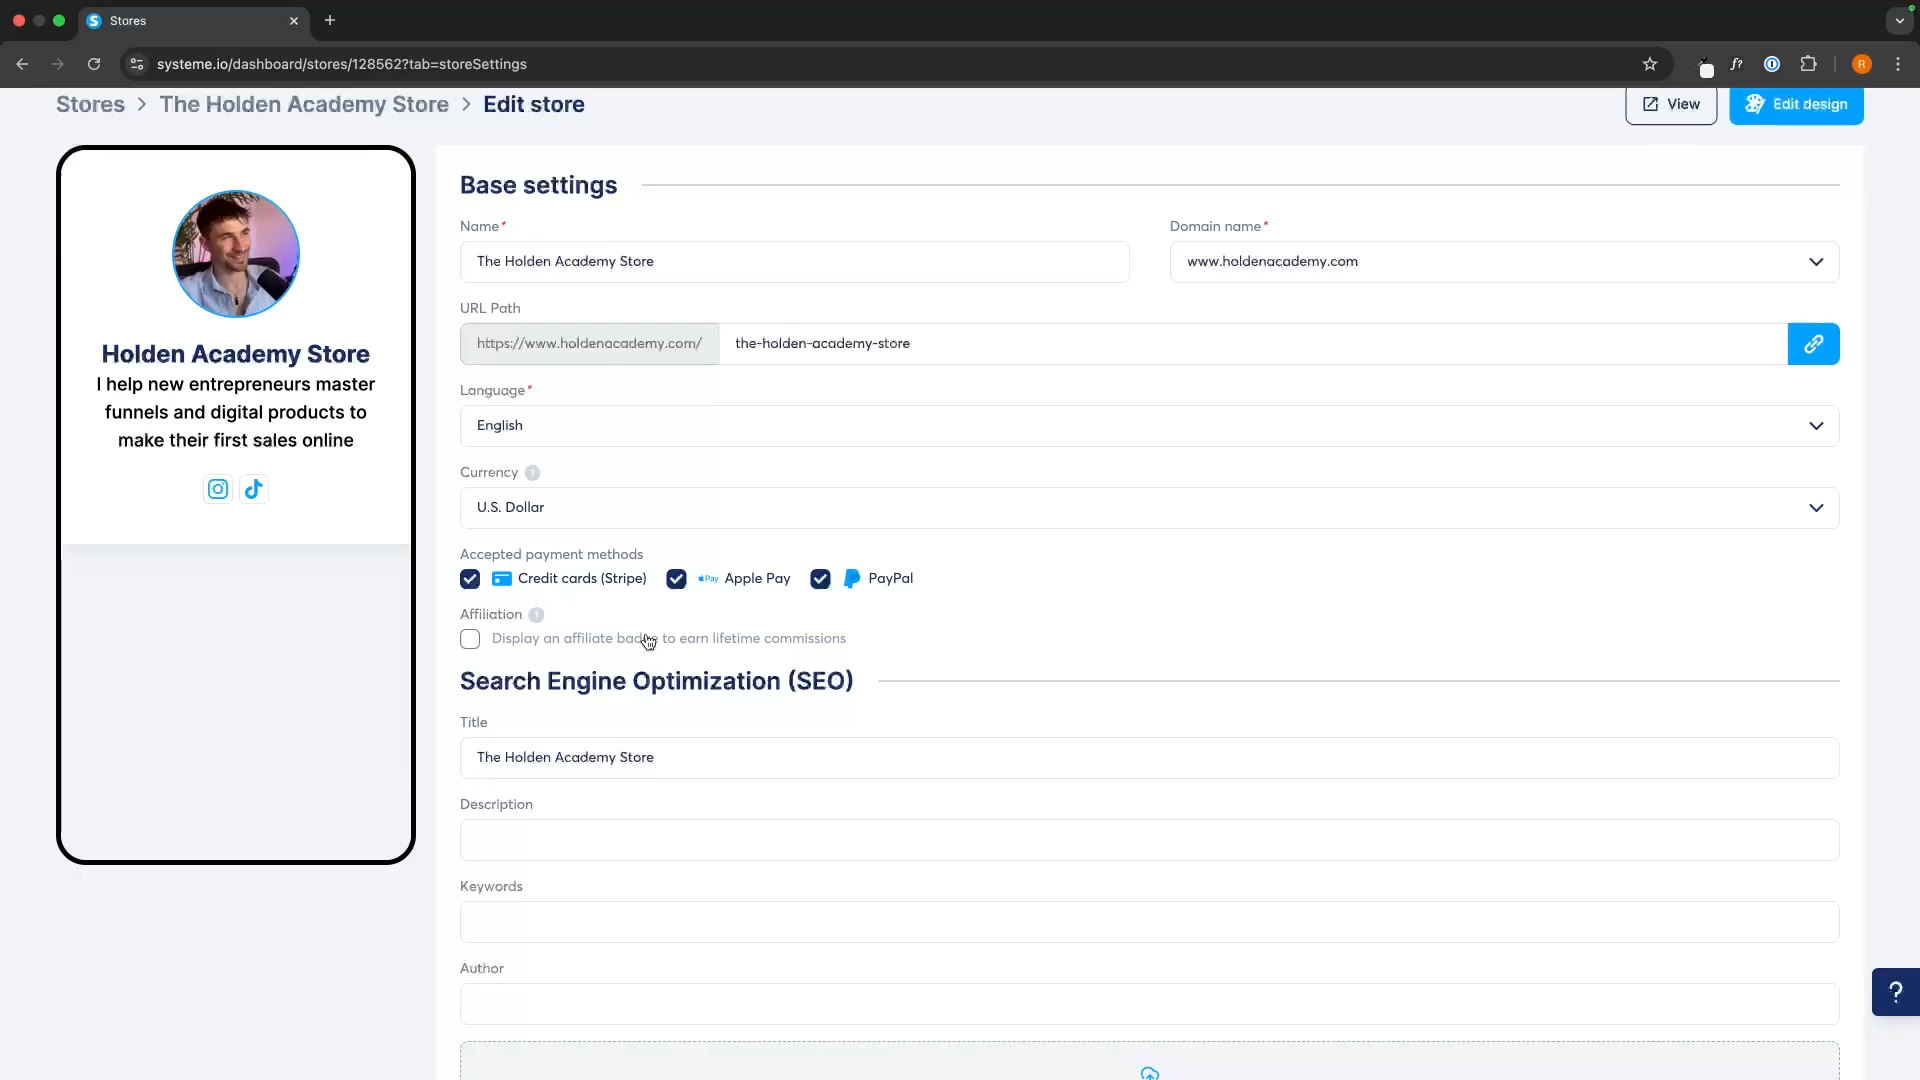 Stores
systeme.io/dashboard/stores/128562?tab=storeSettings
f?
R
Stores > The Holden Academy Store > Edit store
View
Edit design
Holden Academy Store
I help new entrepreneurs master
funnels and digital products to
make their first sales online
Base settings
Name*
The Holden Academy Store
Domain name*
www.holdenacademy.com
URL Path
https://www.holdenacademy.com/
the-holden-academy-store
Language*
English
Currency ?
U.S. Dollar
Accepted payment methods
Credit cards (Stripe)
Pay Apple Pay
PayPal
Affiliation ?
Display an affiliate badge to earn lifetime commissions
Search Engine Optimization (SEO)
Title
The Holden Academy Store
Description
Keywords
Author
?